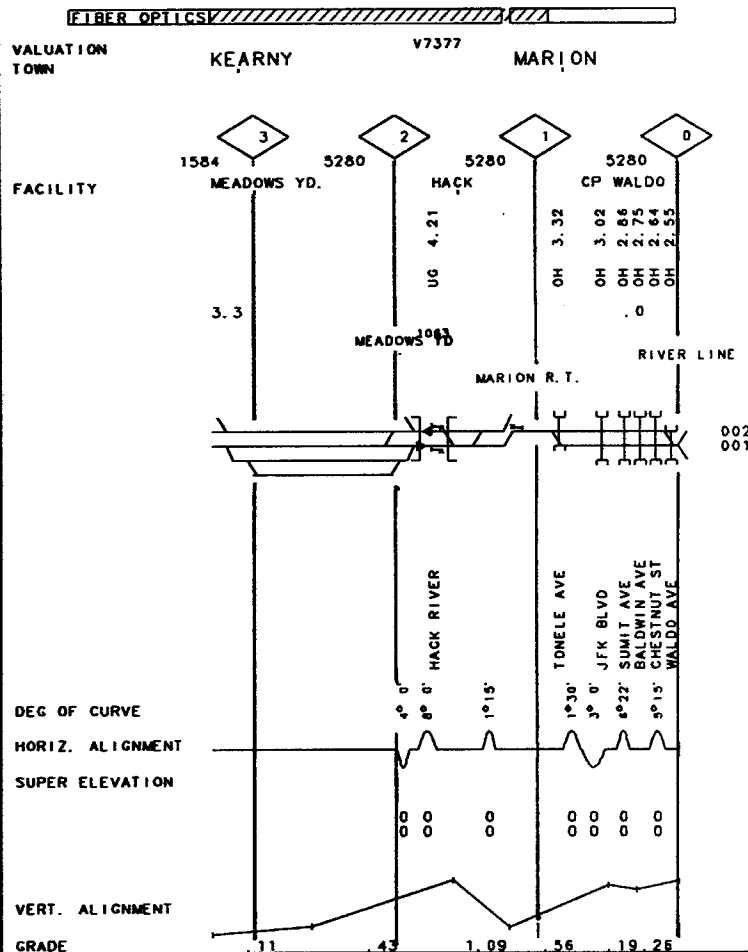 FIBER OPTICS
VALUATION V7377
TOWN KEARNY MARION
3 2 1 0
1584 5280 5280 5280
FACILITY MEADOWS YD. HACK CP WALDO
UG 4.21
OH 3.32
OH 3.02
OH 2.86
OH 2.75
OH 2.64
OH 2.55
3.3 .0
1063
MEADOWS YD
RIVER LINE
MARION R.T.
002
001
HACK RIVER
TONELE AVE
JFK BLVD
SUMIT AVE
BALDWIN AVE
CHESTNUT ST
WALDO AVE
DEG OF CURVE 4°0' 8°0' 1°15' 1°30' 3°0' 6°22' 5°15'
HORIZ. ALIGNMENT
SUPER ELEVATION
0 0 0 0 0 0 0
0 0 0 0 0 0 0
VERT. ALIGNMENT
GRADE .11 .43 1.09 .56 .19.26